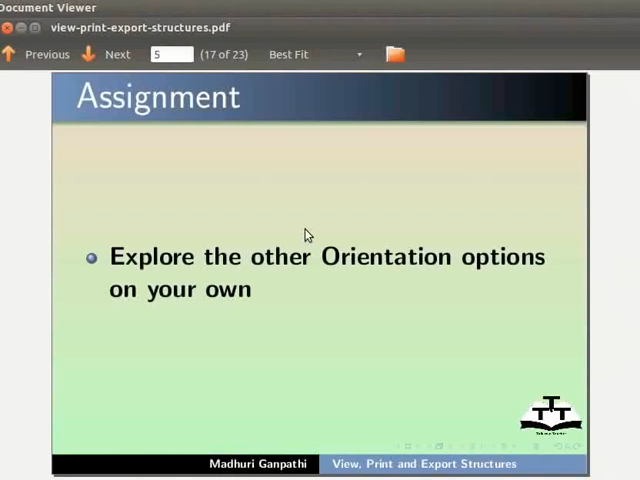 Document Viewer
view-print-export-structures.pdf
Previous Next 5 (17 of 23) Best Fit
Assignment
Explore the other Orientation options
on your own
Madhuri Ganpathi View, Print and Export Structures